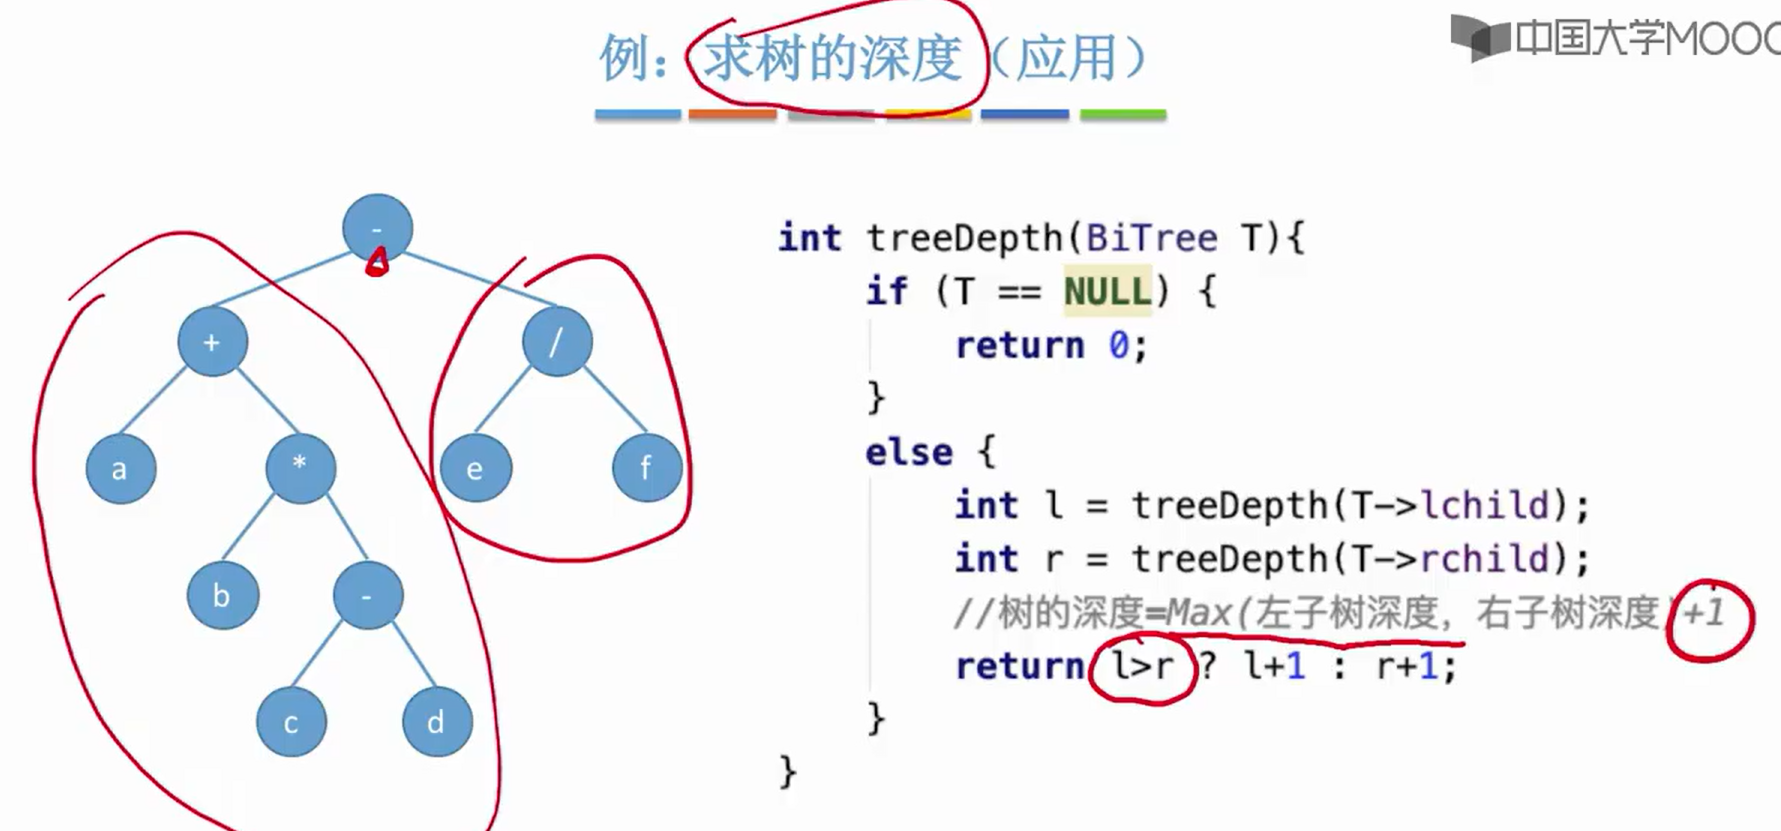 例：求树的深度（应用）
中国大学MOOC
-
+
/
a
*
e
f
b
-
c
d
int treeDepth(BiTree T){
if (T == NULL) {
return 0;
}
else {
int l = treeDepth(T->lchild);
int r = treeDepth(T->rchild);
//树的深度=Max(左子树深度，右子树深度)+1
return l>r ? l+1 : r+1;
}
}